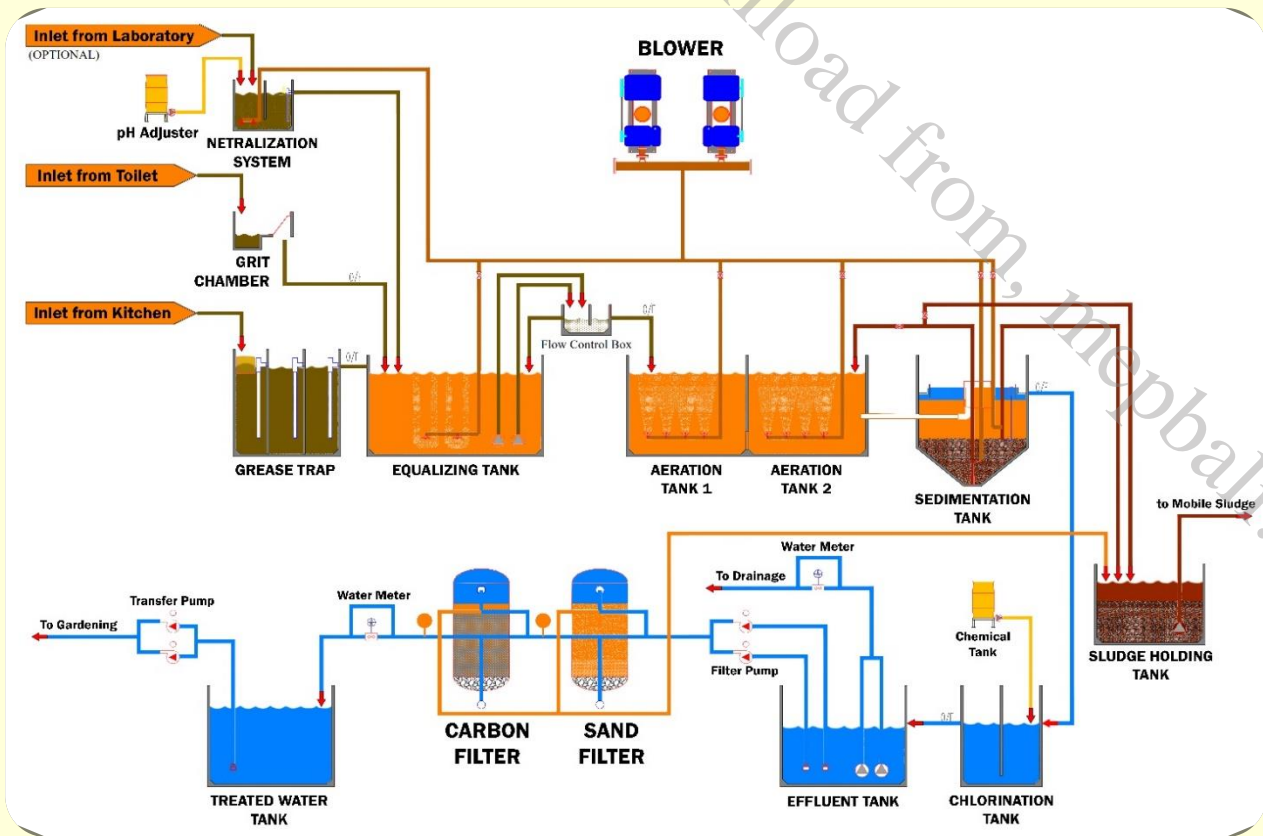 Inlet from Laboratory
(OPTIONAL)
pH Adjuster
NETRALIZATION
SYSTEM
BLOWER
Inlet from Toilet
GRIT
CHAMBER
Inlet from Kitchen
O/F
Flow Control Box
O/F
O/F
O/F
GREASE TRAP
EQUALIZING TANK
AERATION
TANK 1
AERATION
TANK 2
SEDIMENTATION
TANK
to Mobile Sludge
Water Meter
To Drainage
Transfer Pump
Water Meter
To Gardening
Filter Pump
Chemical
Tank
SLUDGE HOLDING
TANK
CARBON
FILTER
SAND
FILTER
O/F
TREATED WATER
TANK
EFFLUENT TANK
CHLORINATION
TANK